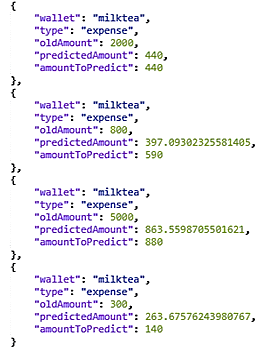 {
"wallet": "milktea",
"type": "expense",
"oldAmount": 2000,
"predictedAmount": 440,
"amountToPredict": 440
},
{
"wallet": "milktea",
"type": "expense",
"oldAmount": 800,
"predictedAmount": 397.09302325581405,
"amountToPredict": 590
},
{
"wallet": "milktea",
"type": "expense",
"oldAmount": 5000,
"predictedAmount": 863.5598705501621,
"amountToPredict": 880
},
{
"wallet": "milktea",
"type": "expense",
"oldAmount": 300,
"predictedAmount": 263.67576243980767,
"amountToPredict": 140
}